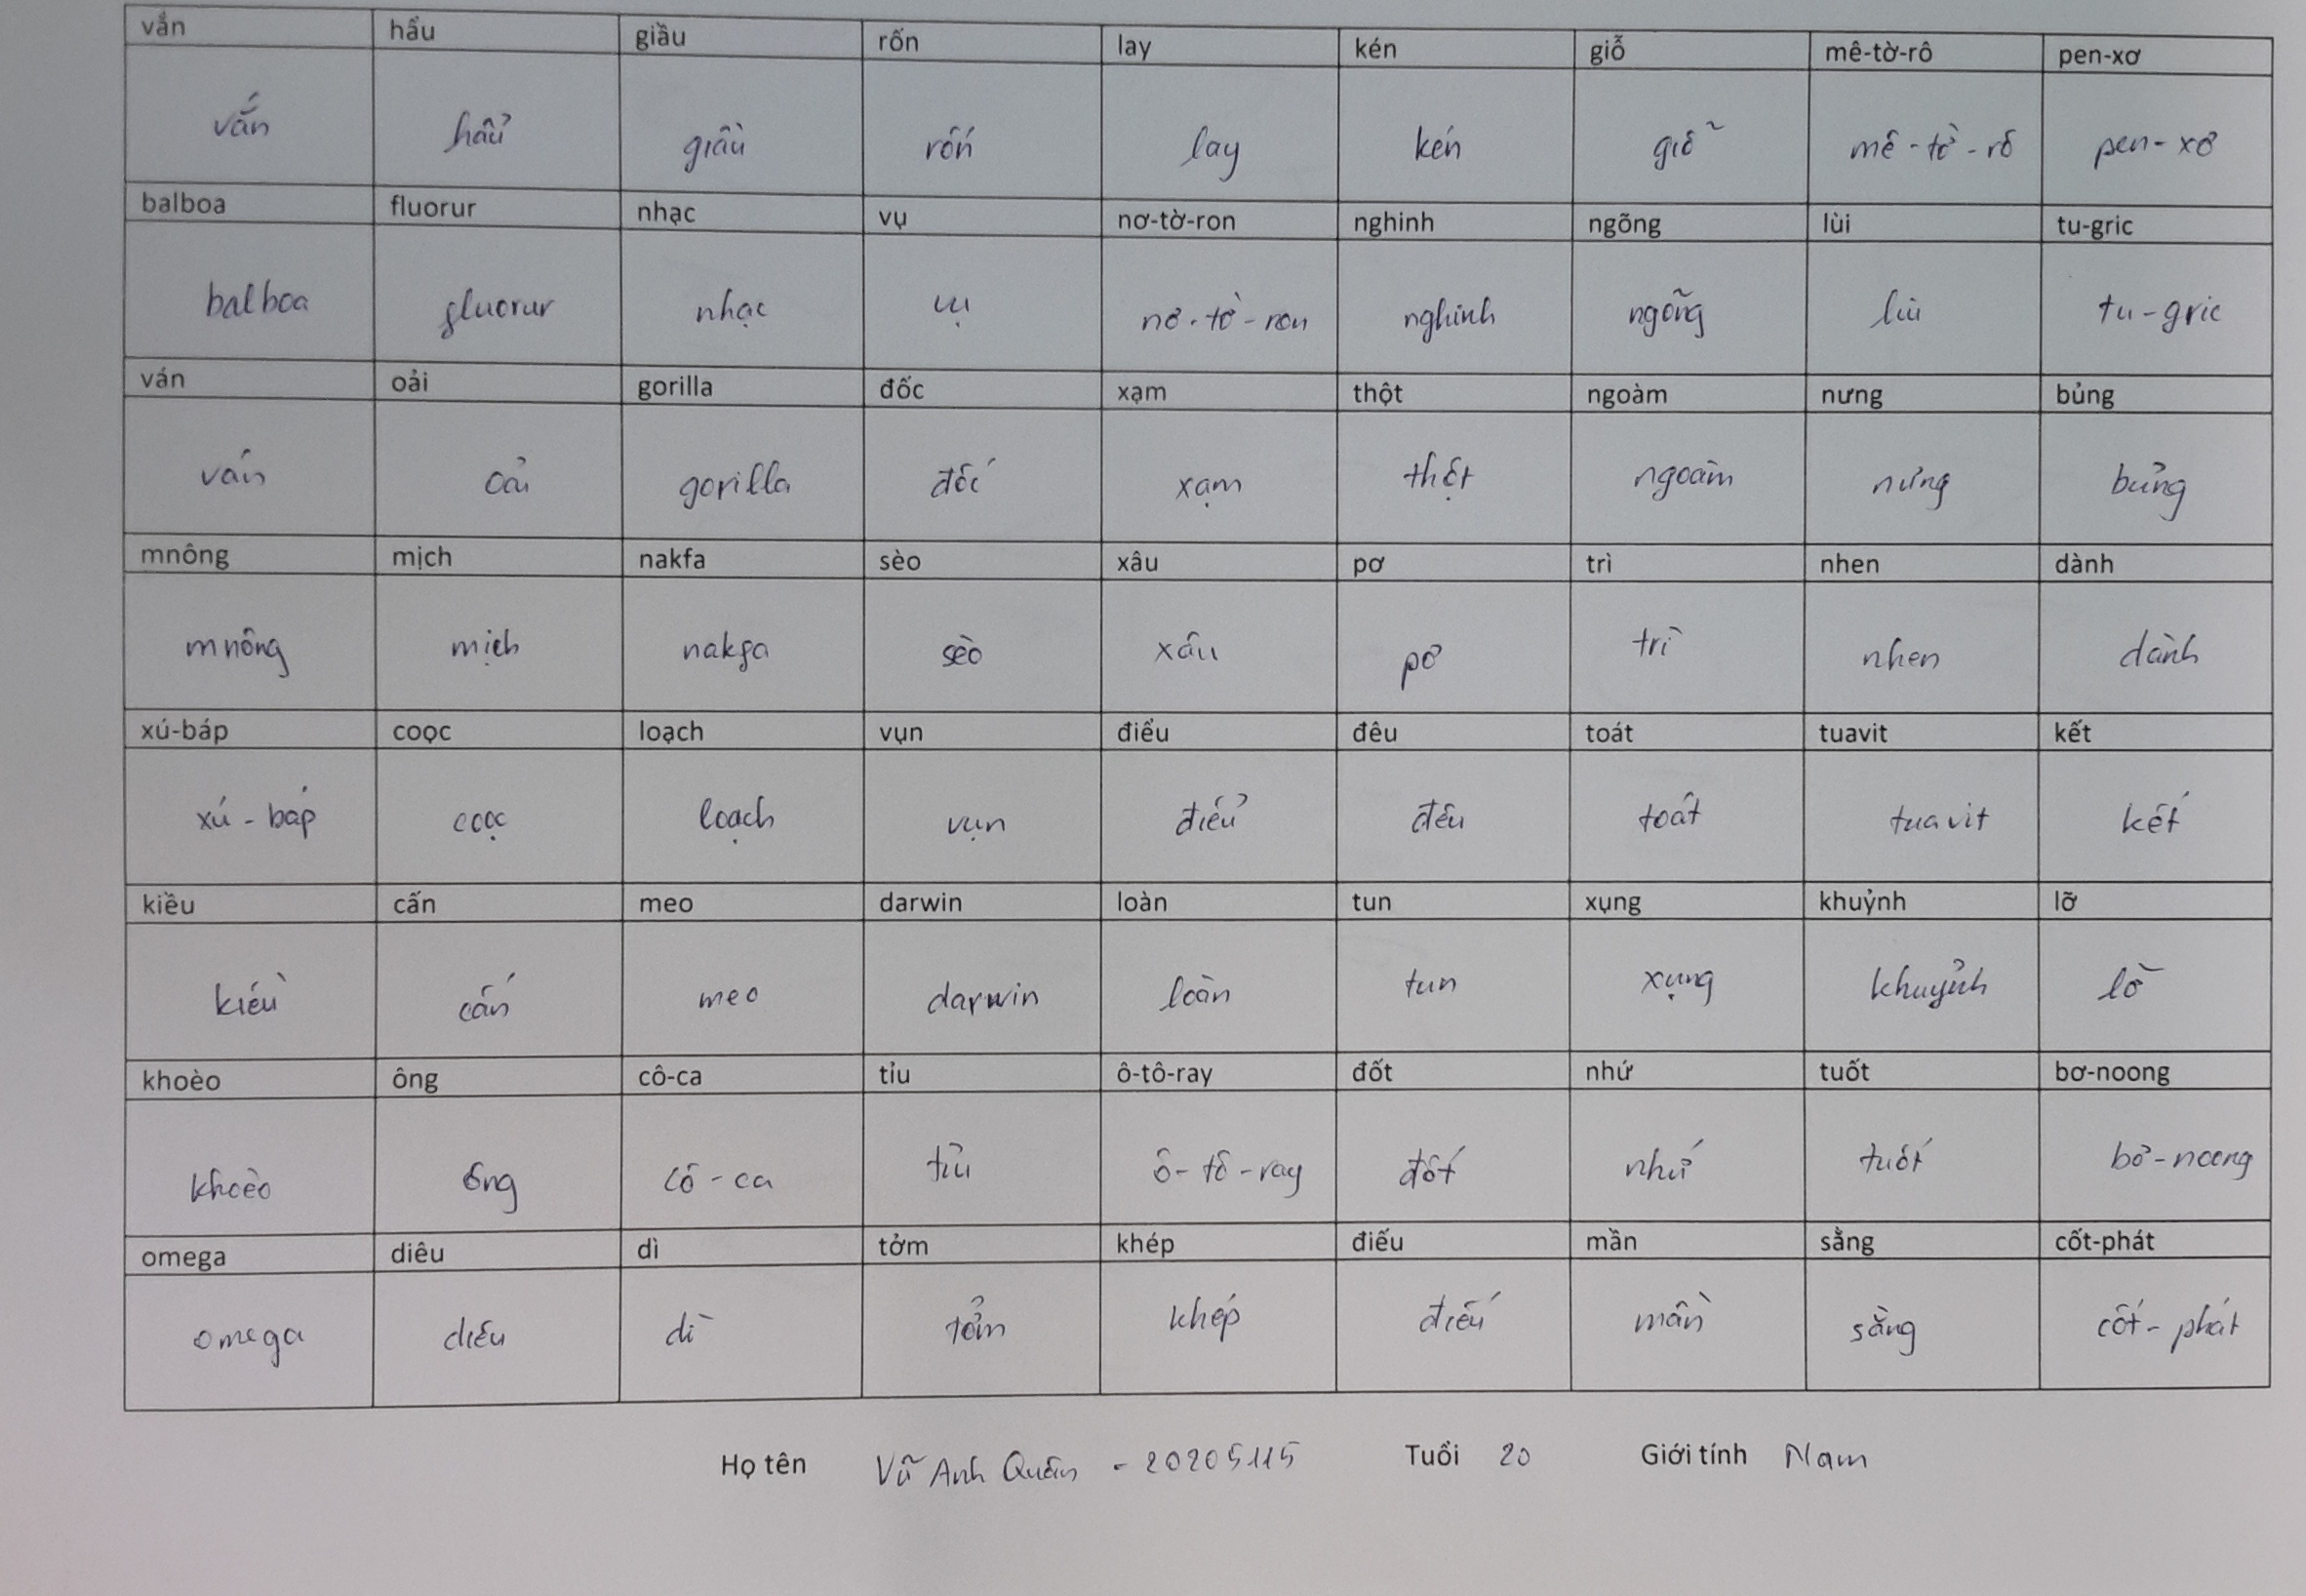 vắn hẩu giầu rốn lay kén giỗ mê-tờ-rô pen-xơ
vắn hẩu giầu rốn lay kén giỗ mê-tờ-rô pen-xơ
balboa fluorur nhạc vụ nơ-tờ-ron nghinh ngõng lùi tu-gric
balboa fluorur nhạc vụ nơ-tờ-ron nghinh ngõng lùi tu-gric
ván oải gorilla đốc xạm thột ngoàm nưng bủng
ván oải gorilla đốc xạm thột ngoàm nưng bủng
mnông mịch nakfa sèo xâu pơ trì nhen dành
mnông mịch nakfa sèo xâu pơ trì nhen dành
xú-báp coọc loạch vụn điểu đêu toát tuavit kết
xú-báp coọc loạch vụn điểu đêu toát tuavit kết
kiều cấn meo darwin loàn tun xụng khuỷnh lỡ
kiều cấn meo darwin loàn tun xụng khuỷnh lỡ
khoèo ông cô-ca tỉu ô-tô-ray đốt nhứ tuốt bơ-noong
khoèo ông cô-ca tỉu ô-tô-ray đốt nhứ tuốt bơ-noong
omega diêu dì tởm khép điếu mần sằng cốt-phát
omega diêu dì tởm khép điếu mần sằng cốt-phát
Họ tên Vũ Anh Quân - 20205115 Tuổi 20 Giới tính Nam